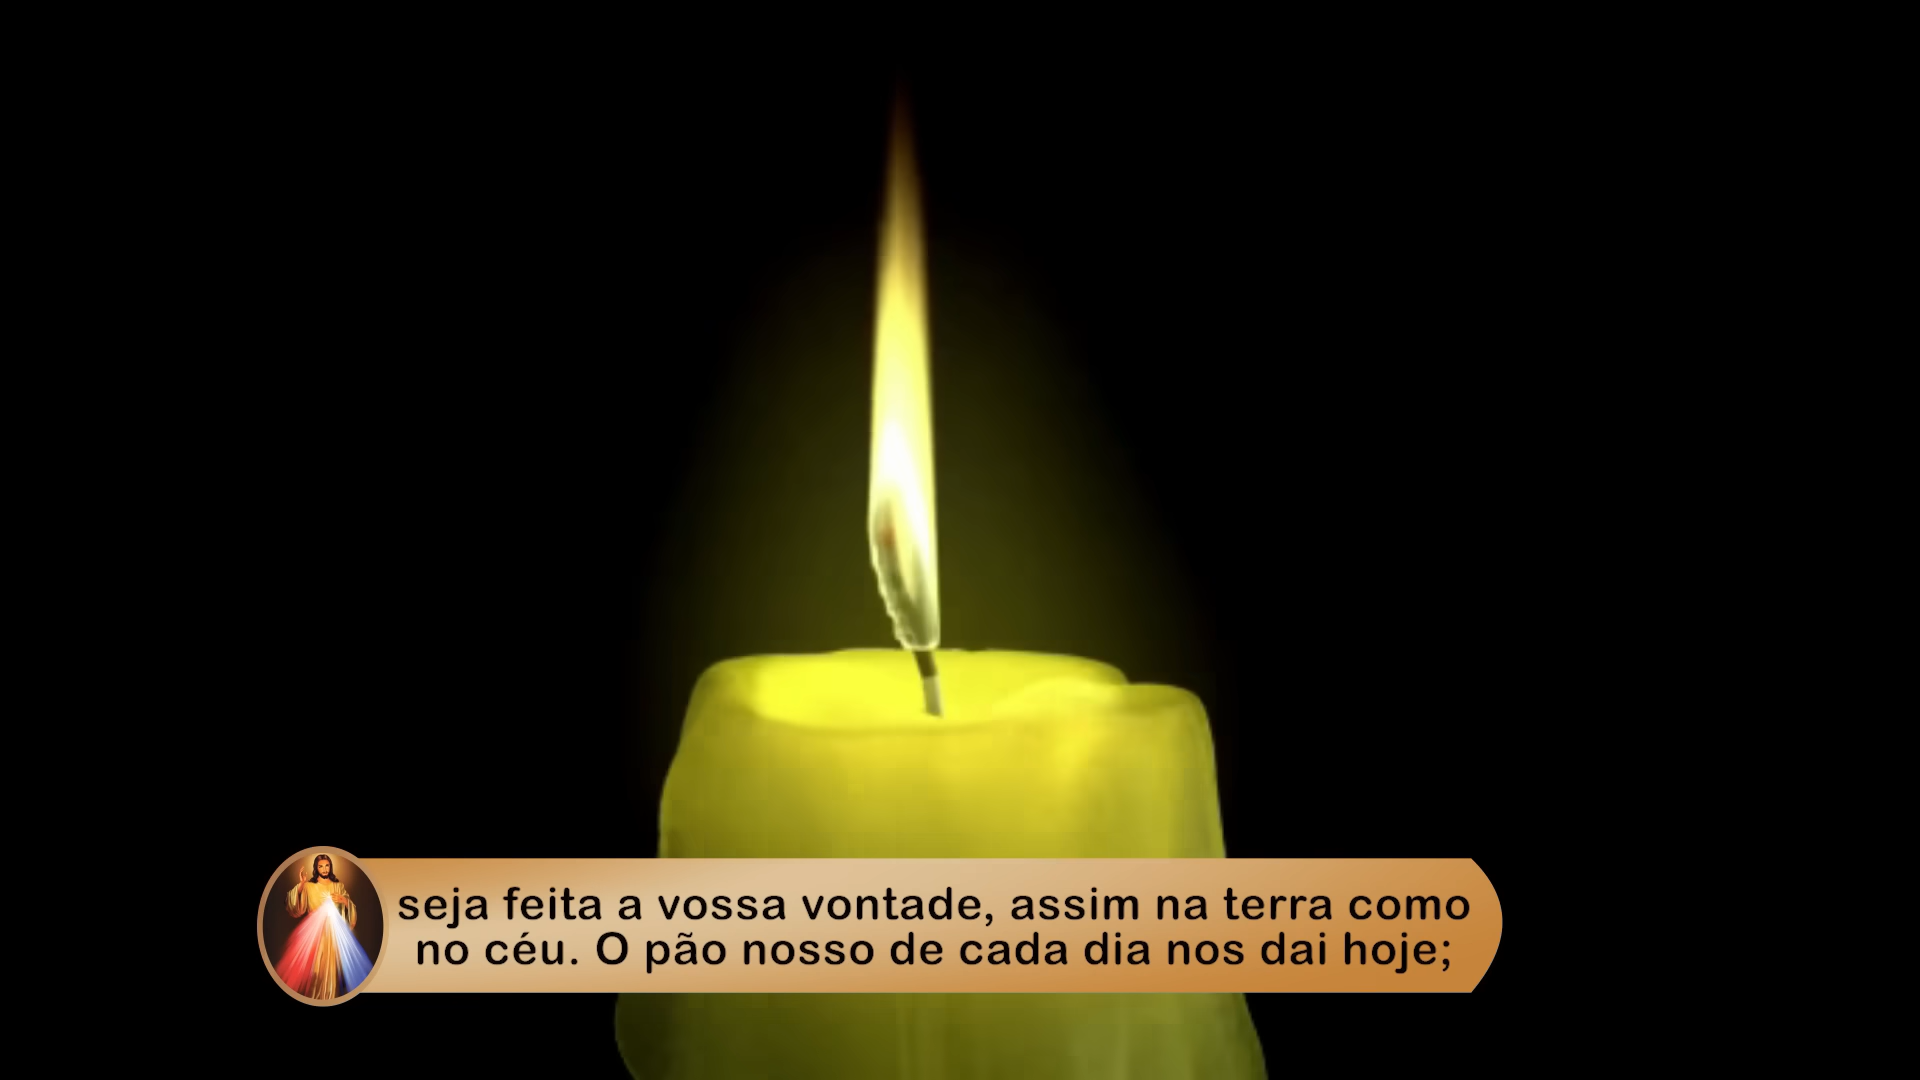 seja feita a vossa vontade, assim na terra como
no céu. O pão nosso de cada dia nos dai hoje;